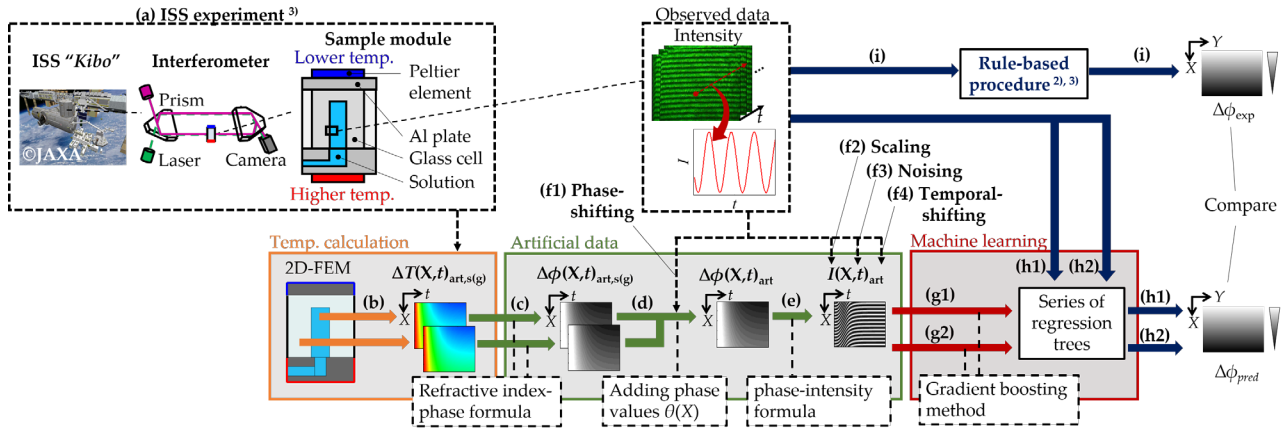 (a) ISS experiment 3)
ISS “Kibo”
Interferometer
Sample module
Lower temp.
Peltier
element
Prism
Al plate
Glass cell
©JAXA
Laser
Camera
Solution
Higher temp.
Observed data
Intensity
t
I
t
(i)
Rule-based
procedure 2), 3)
(i)
Y
X
Δϕexp
Compare
(f1) Phase-
shifting
(f2) Scaling
(f3) Noising
(f4) Temporal-
shifting
Temp. calculation
2D-FEM
(b)
ΔT(X,t)art,s(g)
t
X
Artificial data
(c)
Δϕ(X,t)art,s(g)
t
X
(d)
Δϕ(X,t)art
t
X
(e)
I(X,t)art
t
X
Machine learning
(h1)
(h2)
(g1)
(g2)
Series of
regression
trees
(h1)
(h2)
Y
X
Δϕpred
Refractive index-
phase formula
Adding phase
values θ(X)
phase-intensity
formula
Gradient boosting
method